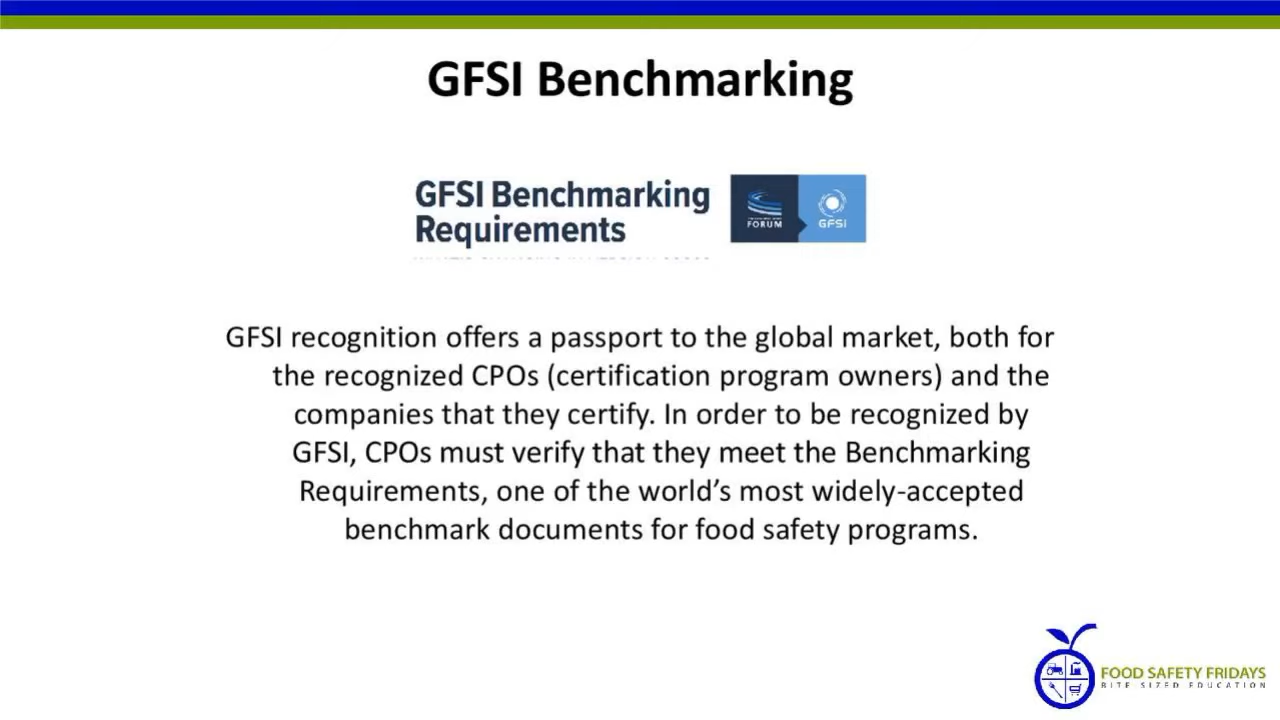 GFSI Benchmarking
GFSI Benchmarking
Requirements
FORUM
GFSI
GFSI recognition offers a passport to the global market, both for
the recognized CPOs (certification program owners) and the
companies that they certify. In order to be recognized by
GFSI, CPOs must verify that they meet the Benchmarking
Requirements, one of the world’s most widely-accepted
benchmark documents for food safety programs.
FOOD SAFETY FRIDAYS
BITE SIZED EDUCATION